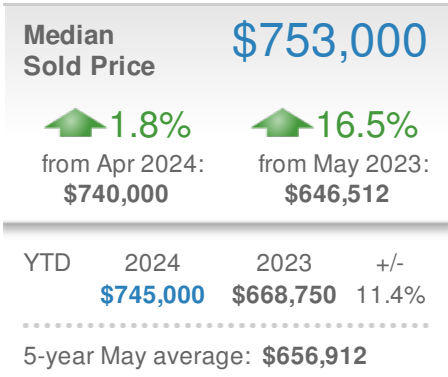 Median $753,000
Sold Price
1.8% 16.5%
from Apr 2024: from May 2023:
$740,000 $646,512
YTD 2024 2023 +/-
$745,000 $668,750 11.4%
5-year May average: $656,912